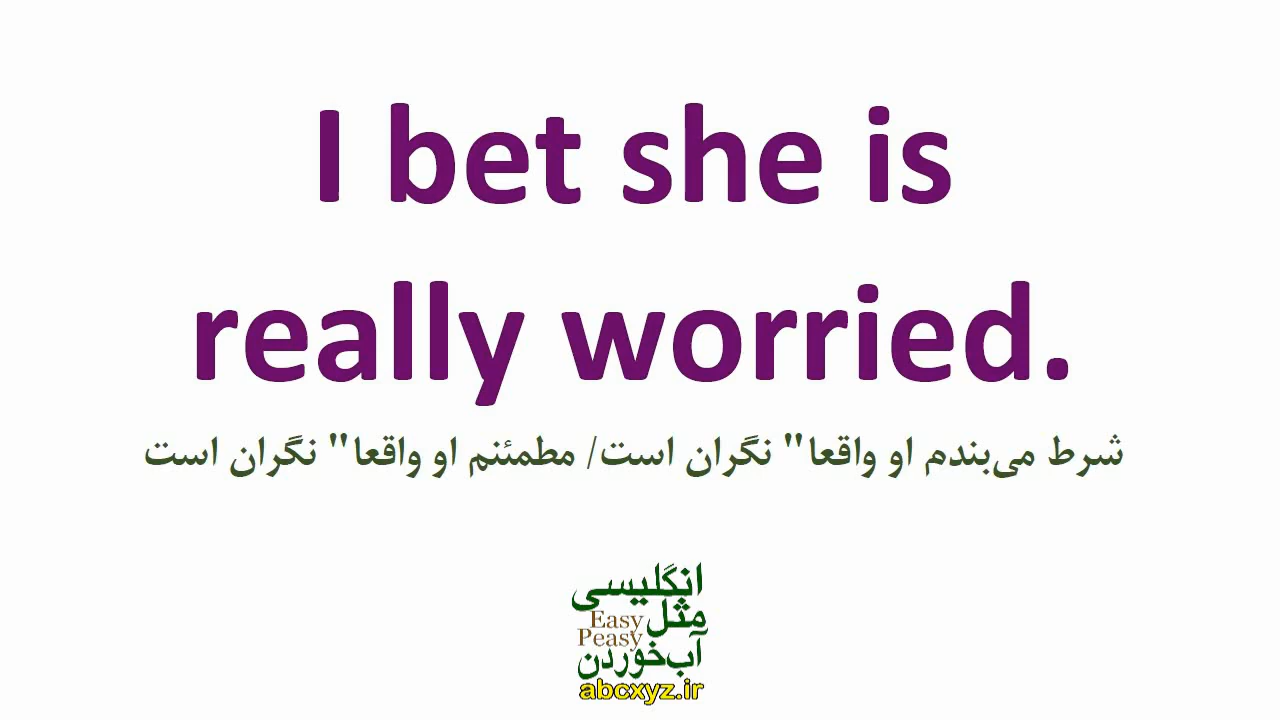 I bet she is
really worried.
شرط می‌بندم او واقعا" نگران است/ مطمئنم او واقعا" نگران است
انگلیسی
مثل
Easy
Peasy
آب‌خوردن
abcxyz.ir